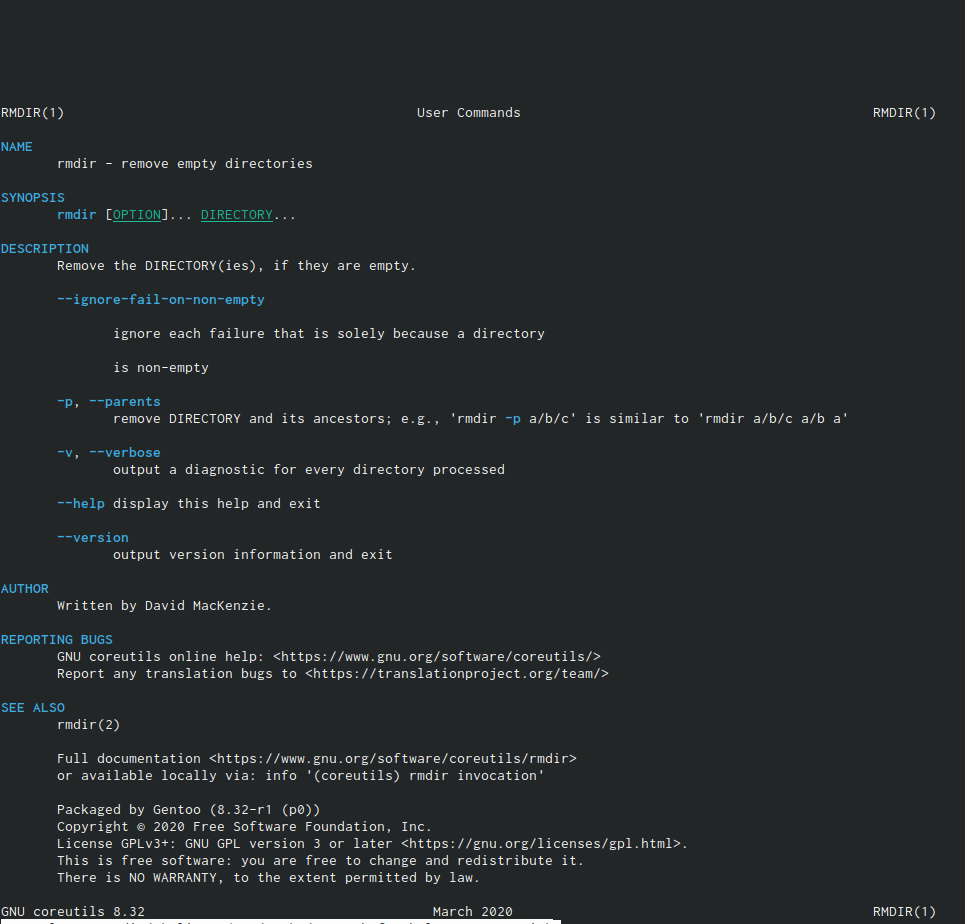 RMDIR(1) User Commands RMDIR(1)
NAME
rmdir - remove empty directories
SYNOPSIS
rmdir [OPTION]... DIRECTORY...
DESCRIPTION
Remove the DIRECTORY(ies), if they are empty.
--ignore-fail-on-non-empty
ignore each failure that is solely because a directory
is non-empty
-p, --parents
remove DIRECTORY and its ancestors; e.g., 'rmdir -p a/b/c' is similar to 'rmdir a/b/c a/b a'
-v, --verbose
output a diagnostic for every directory processed
--help display this help and exit
--version
output version information and exit
AUTHOR
Written by David MacKenzie.
REPORTING BUGS
GNU coreutils online help: <https://www.gnu.org/software/coreutils/>
Report any translation bugs to <https://translationproject.org/team/>
SEE ALSO
rmdir(2)
Full documentation <https://www.gnu.org/software/coreutils/rmdir>
or available locally via: info '(coreutils) rmdir invocation'
Packaged by Gentoo (8.32-r1 (p0))
Copyright © 2020 Free Software Foundation, Inc.
License GPLv3+: GNU GPL version 3 or later <https://gnu.org/licenses/gpl.html>.
This is free software: you are free to change and redistribute it.
There is NO WARRANTY, to the extent permitted by law.
GNU coreutils 8.32 March 2020 RMDIR(1)